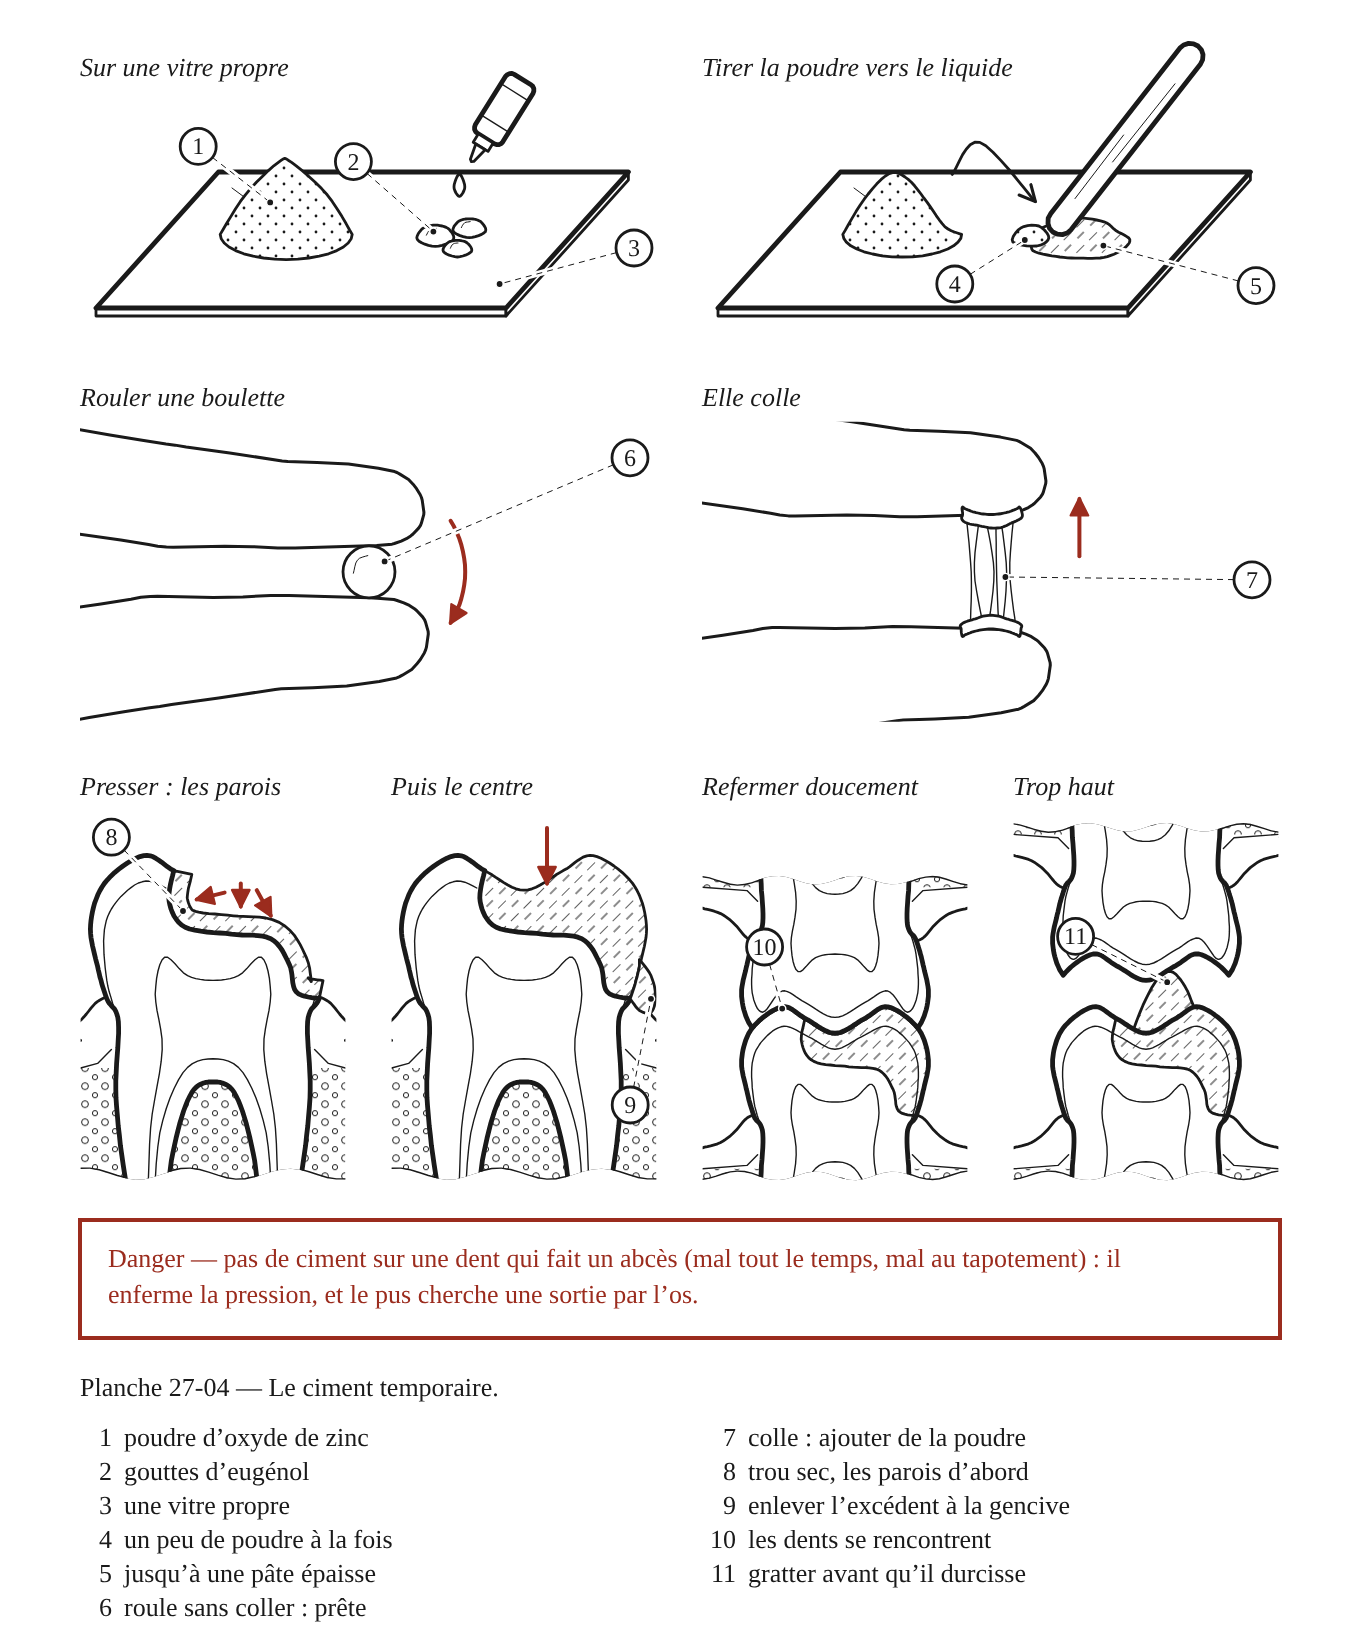 Sur une vitre propre
Tirer la poudre vers le liquide
1
2
3
4
5
Rouler une boulette
Elle colle
6
7
Presser : les parois
Puis le centre
Refermer doucement
Trop haut
8
9
10
11
Danger — pas de ciment sur une dent qui fait un abcès (mal tout le temps, mal au tapotement) : il
enferme la pression, et le pus cherche une sortie par l’os.
Planche 27-04 — Le ciment temporaire.
1 poudre d’oxyde de zinc
2 gouttes d’eugénol
3 une vitre propre
4 un peu de poudre à la fois
5 jusqu’à une pâte épaisse
6 roule sans coller : prête
7 colle : ajouter de la poudre
8 trou sec, les parois d’abord
9 enlever l’excédent à la gencive
10 les dents se rencontrent
11 gratter avant qu’il durcisse